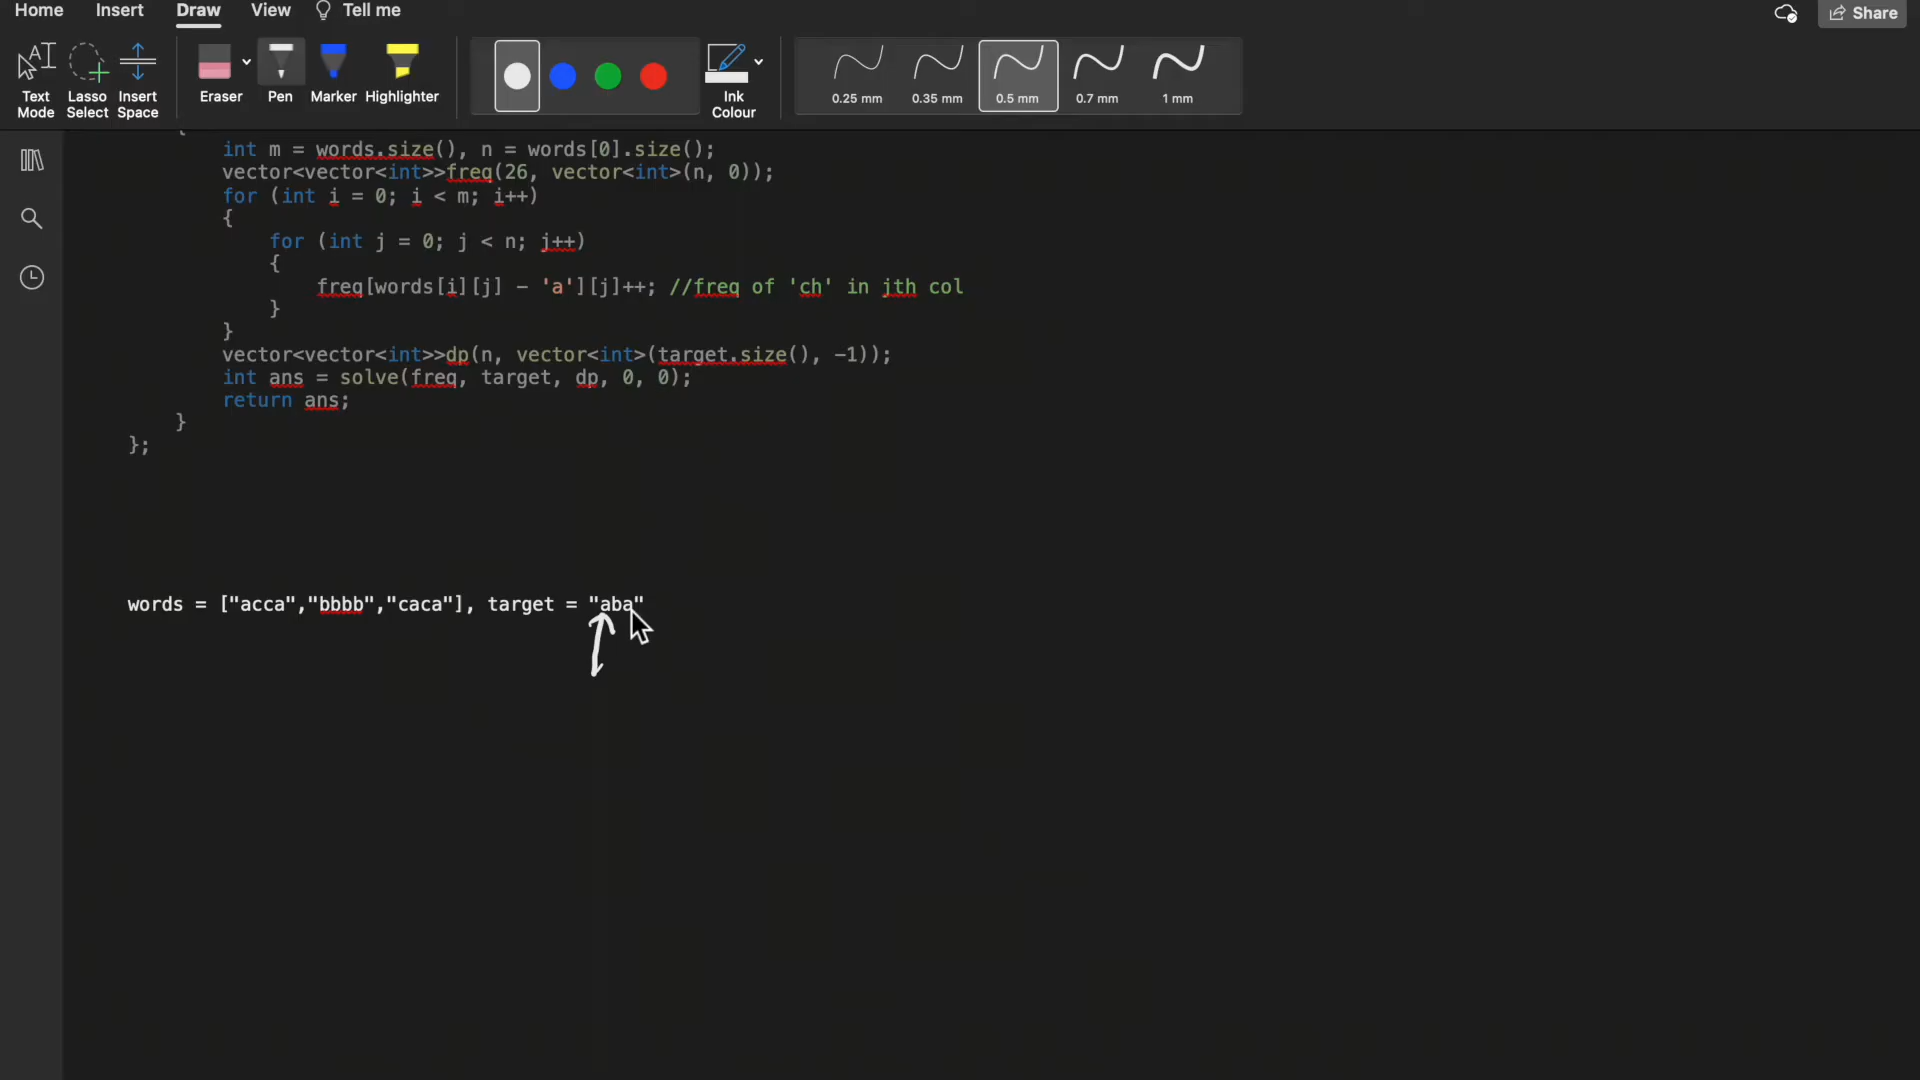 Home Insert Draw View Tell me Share
Text Mode Lasso Select Insert Space Eraser Pen Marker Highlighter Ink Colour 0.25 mm 0.35 mm 0.5 mm 0.7 mm 1 mm
{
int m = words.size(), n = words[0].size();
vector<vector<int>>freq(26, vector<int>(n, 0));
for (int i = 0; i < m; i++)
{
for (int j = 0; j < n; j++)
{
freq[words[i][j] - 'a'][j]++; //freq of 'ch' in jth col
}
}
vector<vector<int>>dp(n, vector<int>(target.size(), -1));
int ans = solve(freq, target, dp, 0, 0);
return ans;
}
};
words = ["acca","bbbb","caca"], target = "aba"